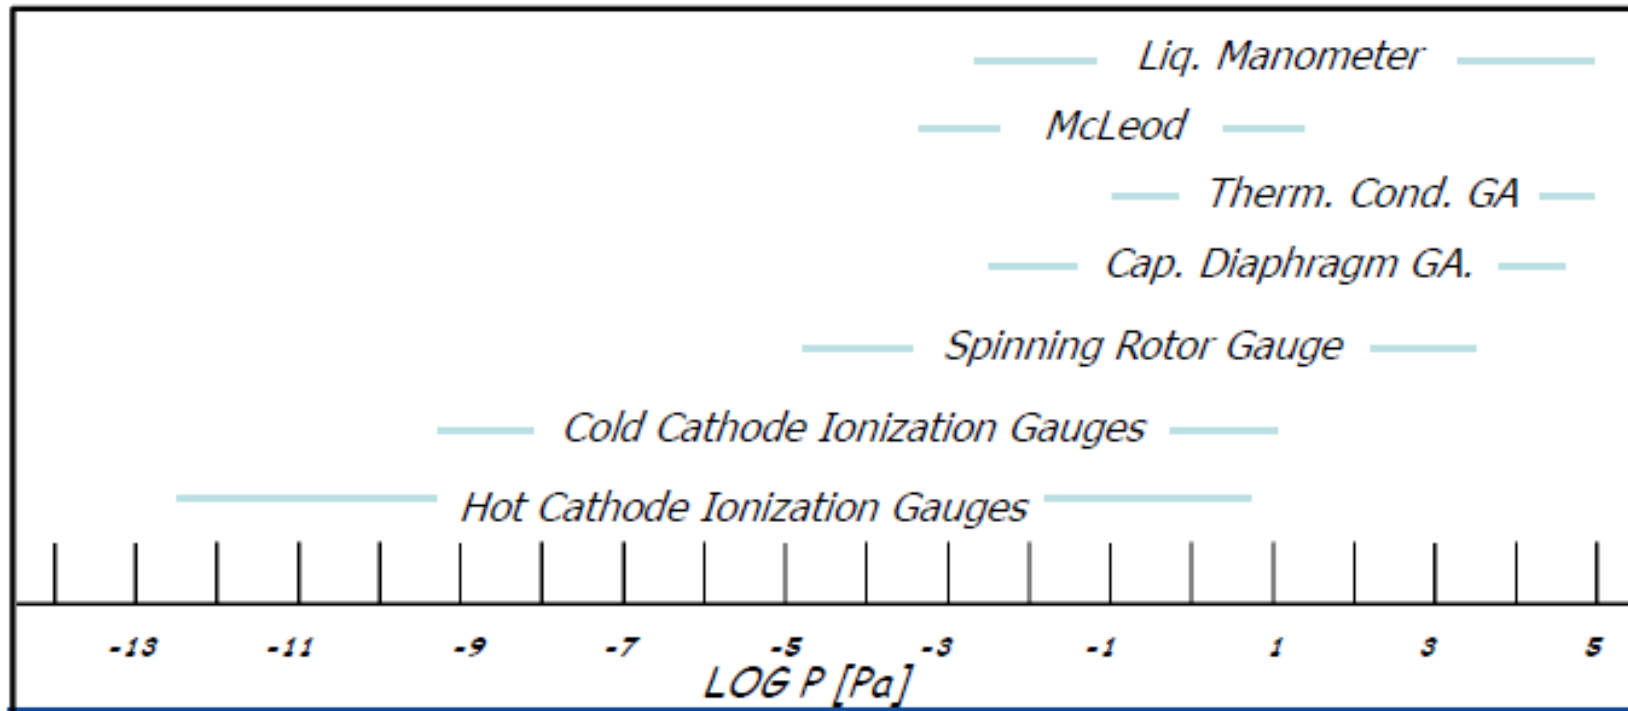 Liq. Manometer
McLeod
Therm. Cond. GA
Cap. Diaphragm GA.
Spinning Rotor Gauge
Cold Cathode Ionization Gauges
Hot Cathode Ionization Gauges
-13 -11 -9 -7 -5 -3 -1 1 3 5
LOG P [Pa]